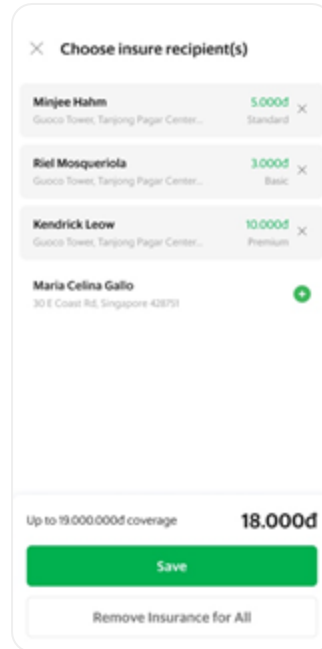 Choose insure recipient(s)
Minjee Hahm 5.000đ
Guoco Tower, Tanjong Pagar Center... Standard
Riel Mosqueriola 3.000đ
Guoco Tower, Tanjong Pagar Center... Basic
Kendrick Leow 10.000đ
Guoco Tower, Tanjong Pagar Center... Premium
Maria Celina Gallo
30 E Coast Rd, Singapore 428751
Up to 19.000.000đ coverage 18.000đ
Save
Remove Insurance for All